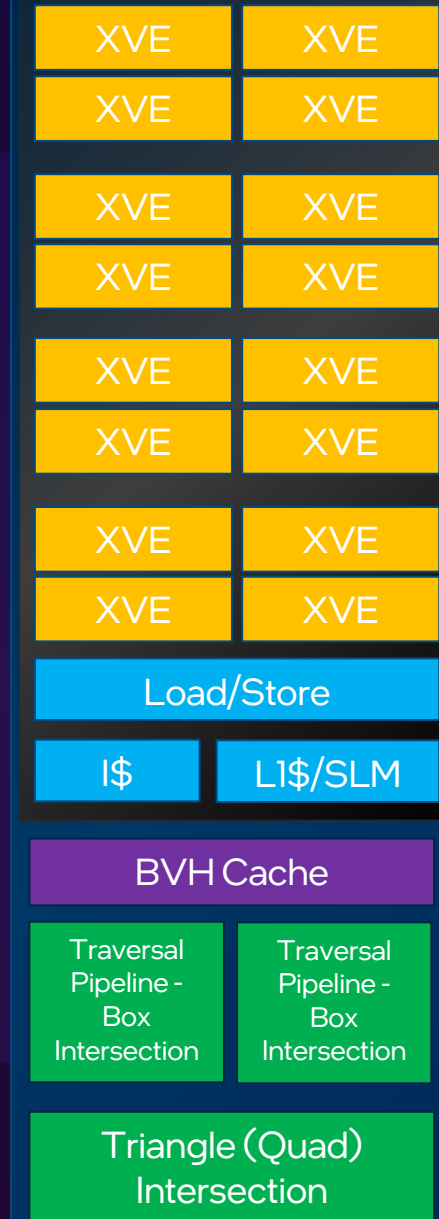 XVE XVE
XVE XVE
XVE XVE
XVE XVE
XVE XVE
XVE XVE
XVE XVE
XVE XVE
Load/Store
I$ L1$/SLM
BVH Cache
Traversal
Pipeline -
Box
Intersection
Traversal
Pipeline -
Box
Intersection
Triangle (Quad)
Intersection